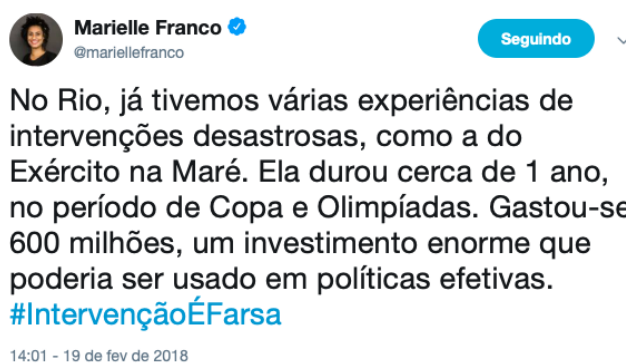 Marielle Franco
@mariellefranco
Seguindo
No Rio, já tivemos várias experiências de
intervenções desastrosas, como a do
Exército na Maré. Ela durou cerca de 1 ano,
no período de Copa e Olimpíadas. Gastou-se
600 milhões, um investimento enorme que
poderia ser usado em políticas efetivas.
#IntervençãoÉFarsa
14:01 - 19 de fev de 2018